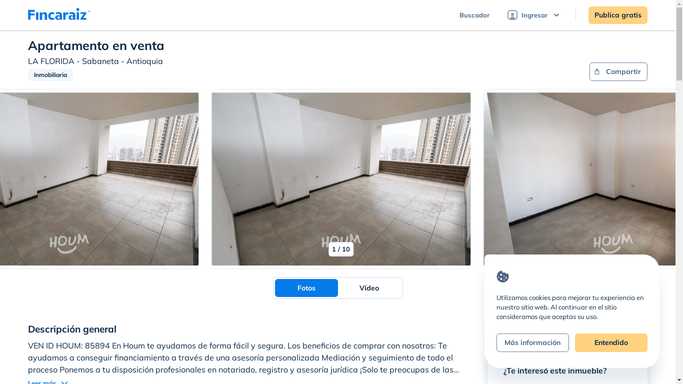 Fincaraiz
Buscador
Ingresar
Publica gratis
Apartamento en venta
LA FLORIDA - Sabaneta - Antioquia
Inmobiliaria
Compartir
HOUM
HOUM
HOUM
1 / 10
Fotos
Video
Utilizamos cookies para mejorar tu experiencia en
nuestro sitio web. Al continuar en el sitio
consideramos que aceptas su uso.
Más información
Entendido
Descripción general
VEN ID HOUM: 85894 En Houm te ayudamos de forma fácil y segura. Los beneficios de comprar con nosotros: Te
ayudamos a conseguir financiamiento a través de una asesoría personalizada Mediación y seguimiento de todo el
proceso Ponemos a tu disposición profesionales en notariado, registro y asesoría jurídica ¡Solo te preocupas de las...
Leer más
¿Te interesó este inmueble?